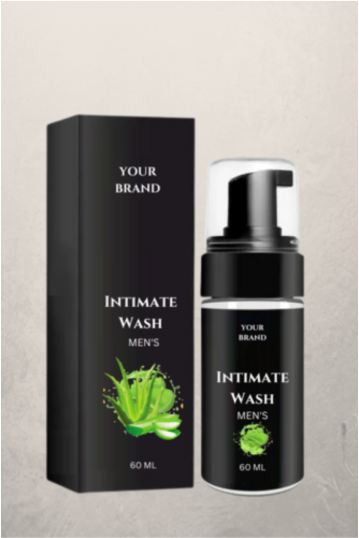 YOUR
BRAND
INTIMATE
WASH
MEN'S
60 ML
YOUR
BRAND
INTIMATE
WASH
MEN'S
60 ML